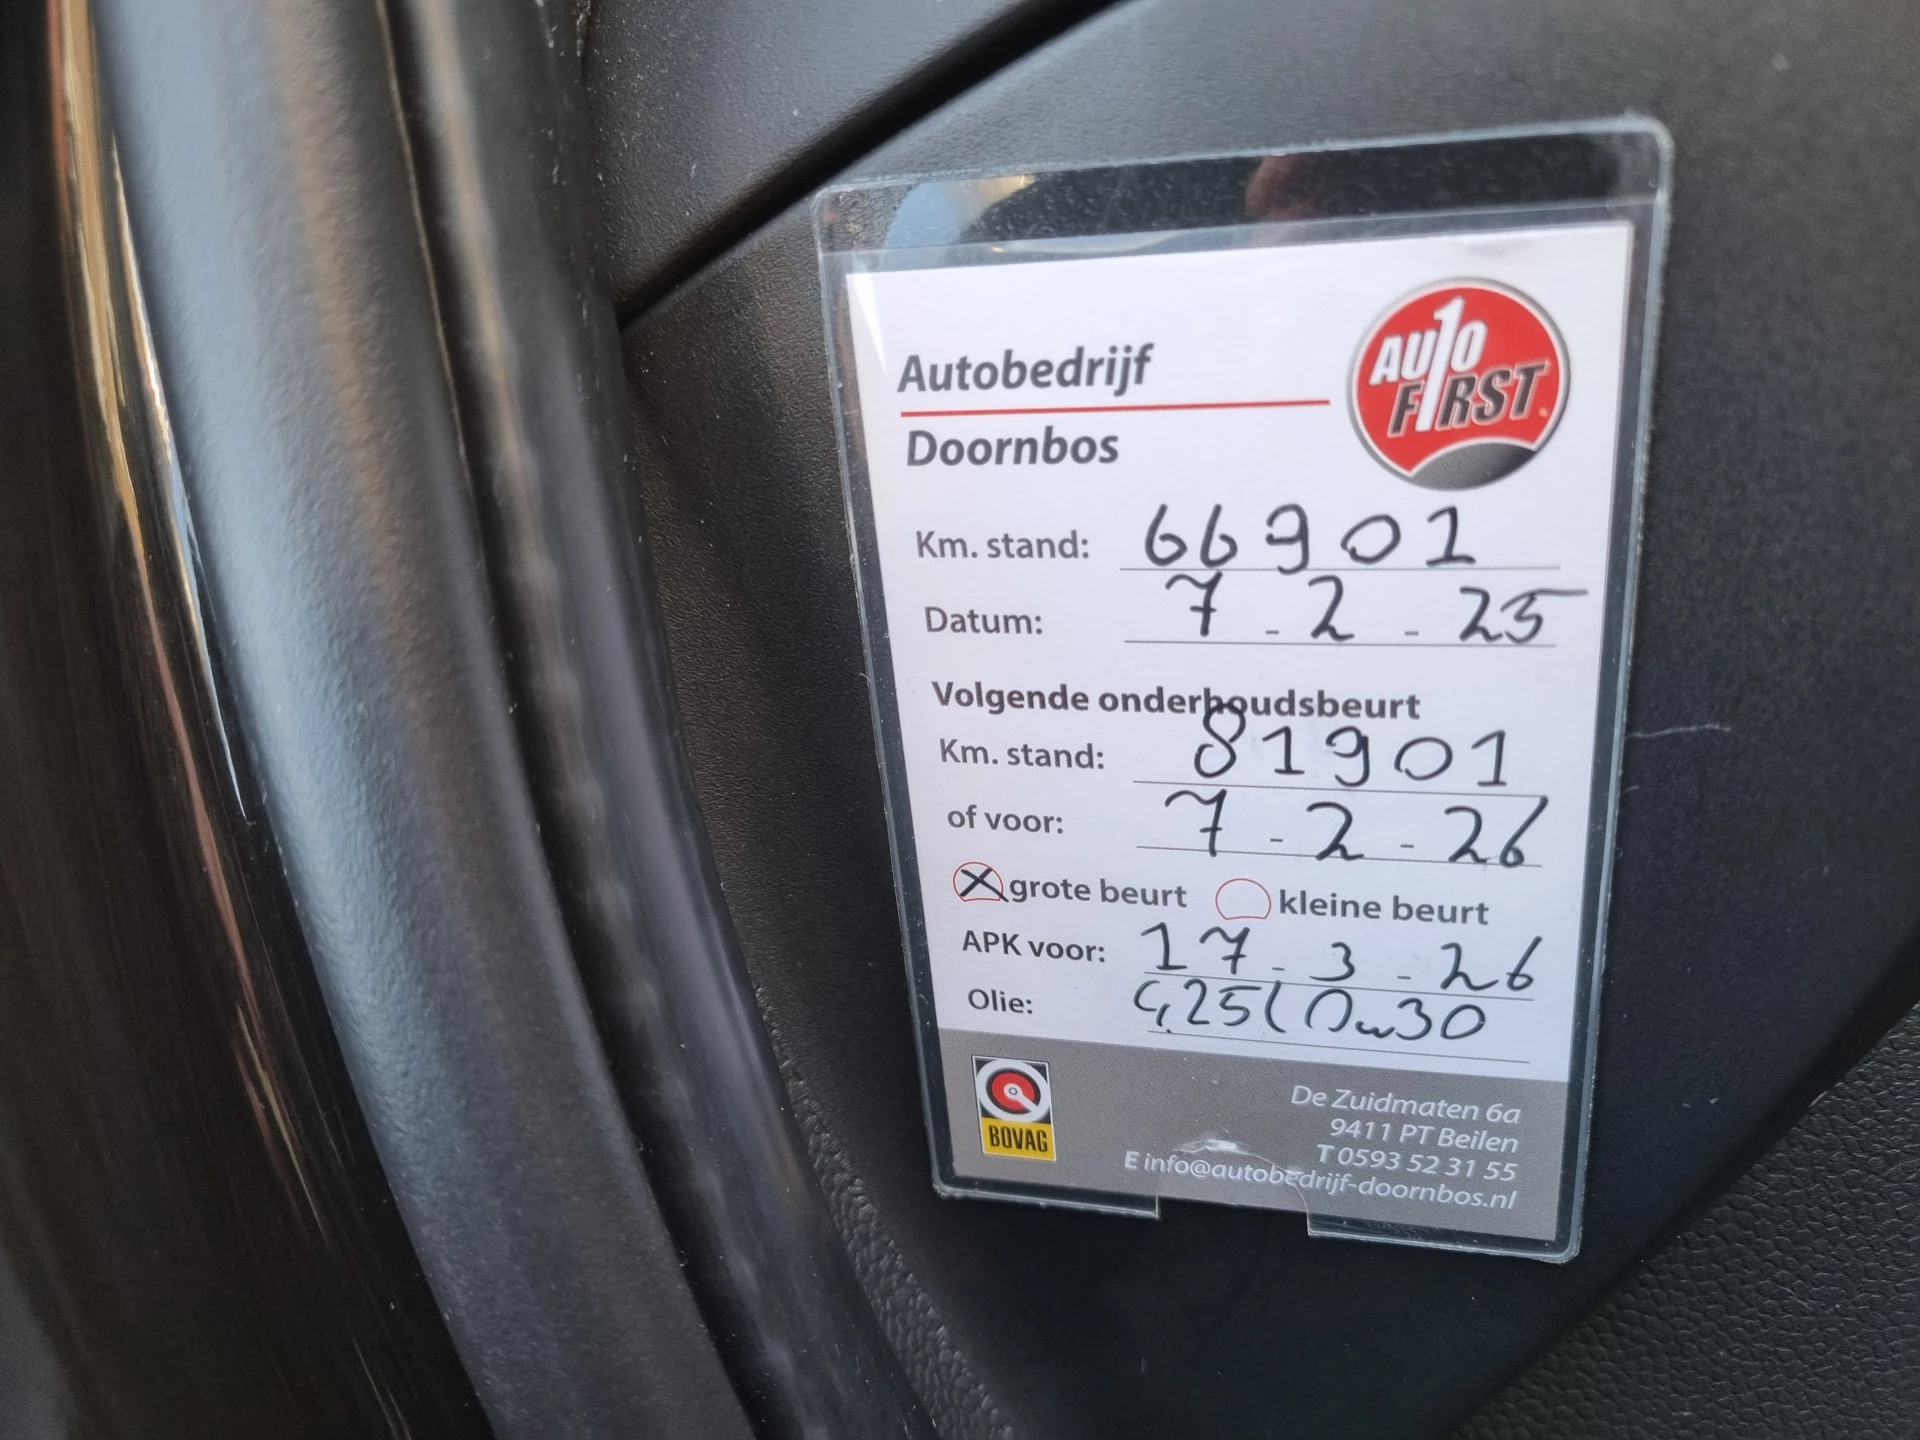 Autobedrijf
Doornbos
AUTO
FIRST
Km. stand: 66901
Datum: 7 - 2 - 25
Volgende onderhoudsbeurt
Km. stand: 81901
of voor: 7 - 2 - 26
grote beurt kleine beurt
APK voor: 17 - 3 - 26
Olie: 4,25l 0w30
BOVAG
De Zuidmaten 6a
9411 PT Beilen
T 0593 52 31 55
E info@autobedrijf-doornbos.nl